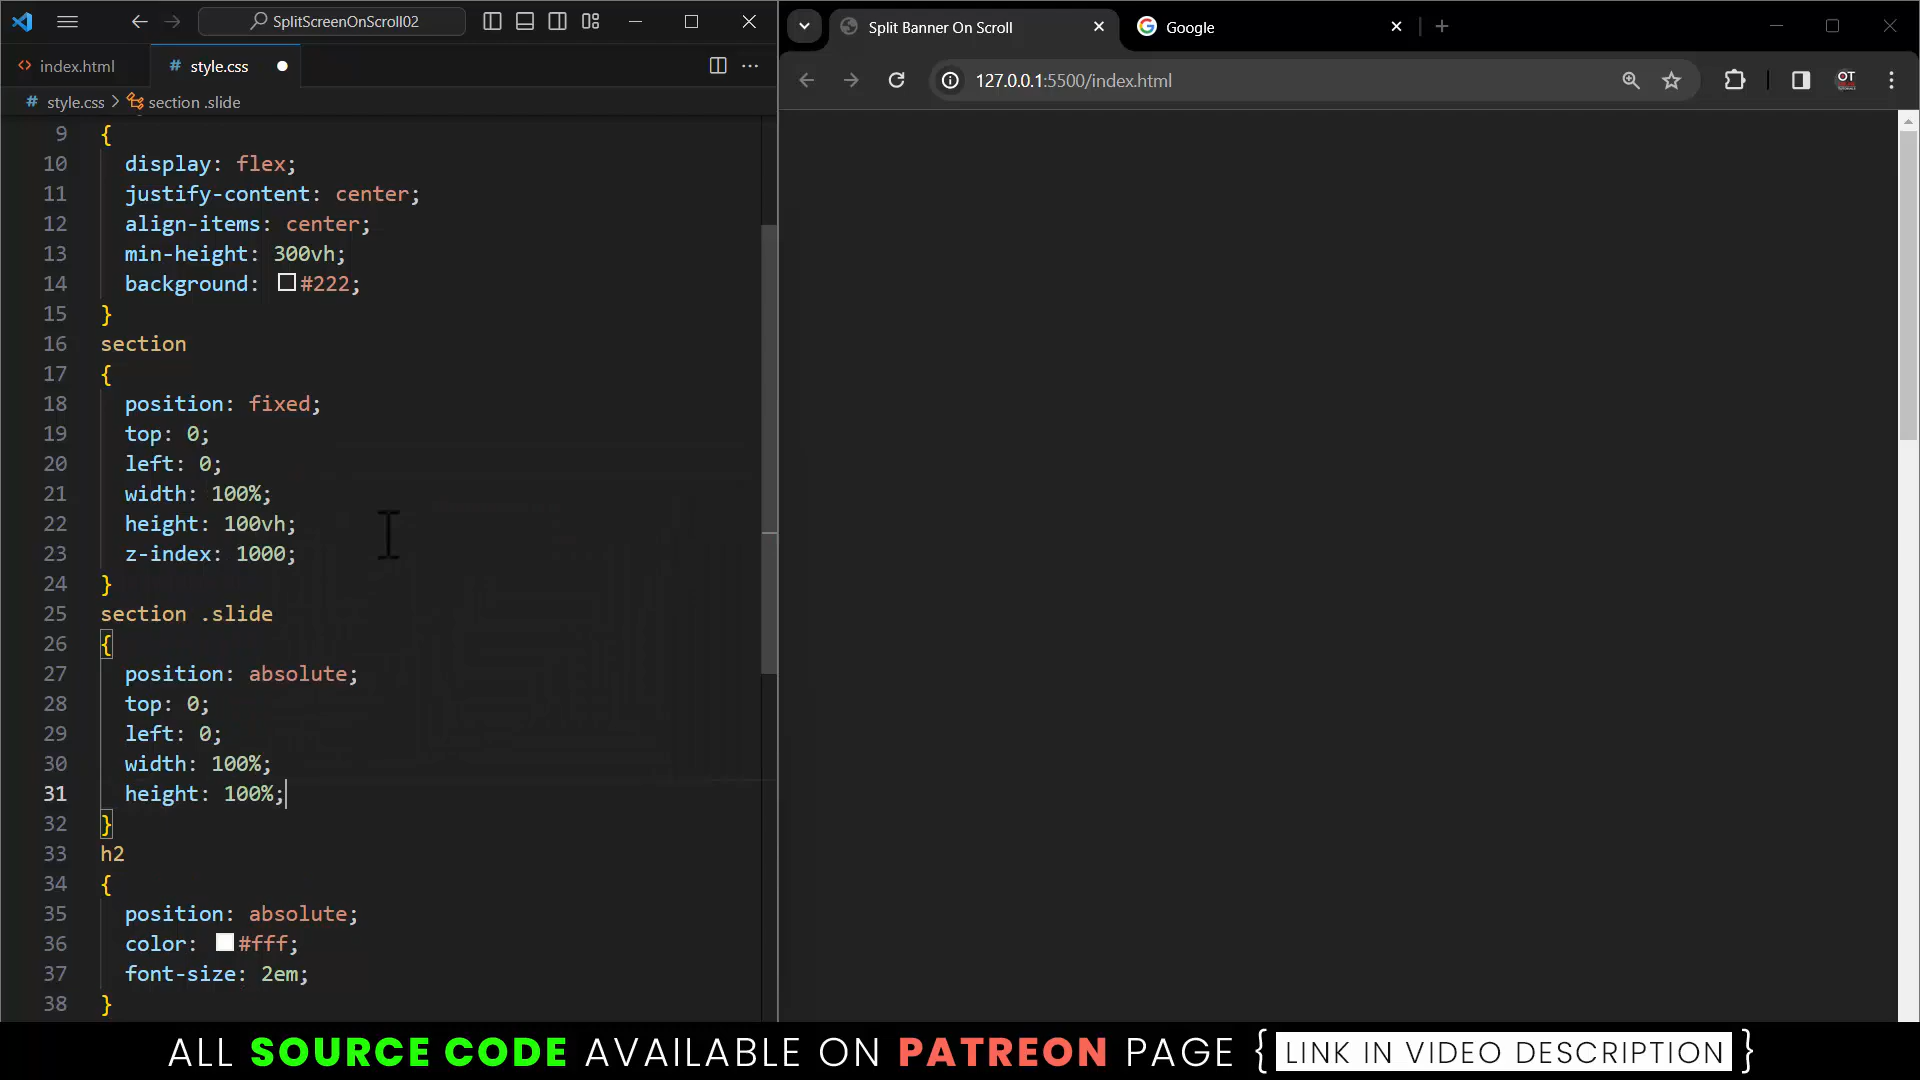 SplitScreenOnScroll02
index.html
# style.css
# style.css > section .slide
9 {
10 display: flex;
11 justify-content: center;
12 align-items: center;
13 min-height: 300vh;
14 background: #222;
15 }
16 section
17 {
18 position: fixed;
19 top: 0;
20 left: 0;
21 width: 100%;
22 height: 100vh;
23 z-index: 1000;
24 }
25 section .slide
26 {
27 position: absolute;
28 top: 0;
29 left: 0;
30 width: 100%;
31 height: 100%;
32 }
33 h2
34 {
35 position: absolute;
36 color: #fff;
37 font-size: 2em;
38 }
Split Banner On Scroll
Google
127.0.0.1:5500/index.html
OT
ALL SOURCE CODE AVAILABLE ON PATREON PAGE { LINK IN VIDEO DESCRIPTION }